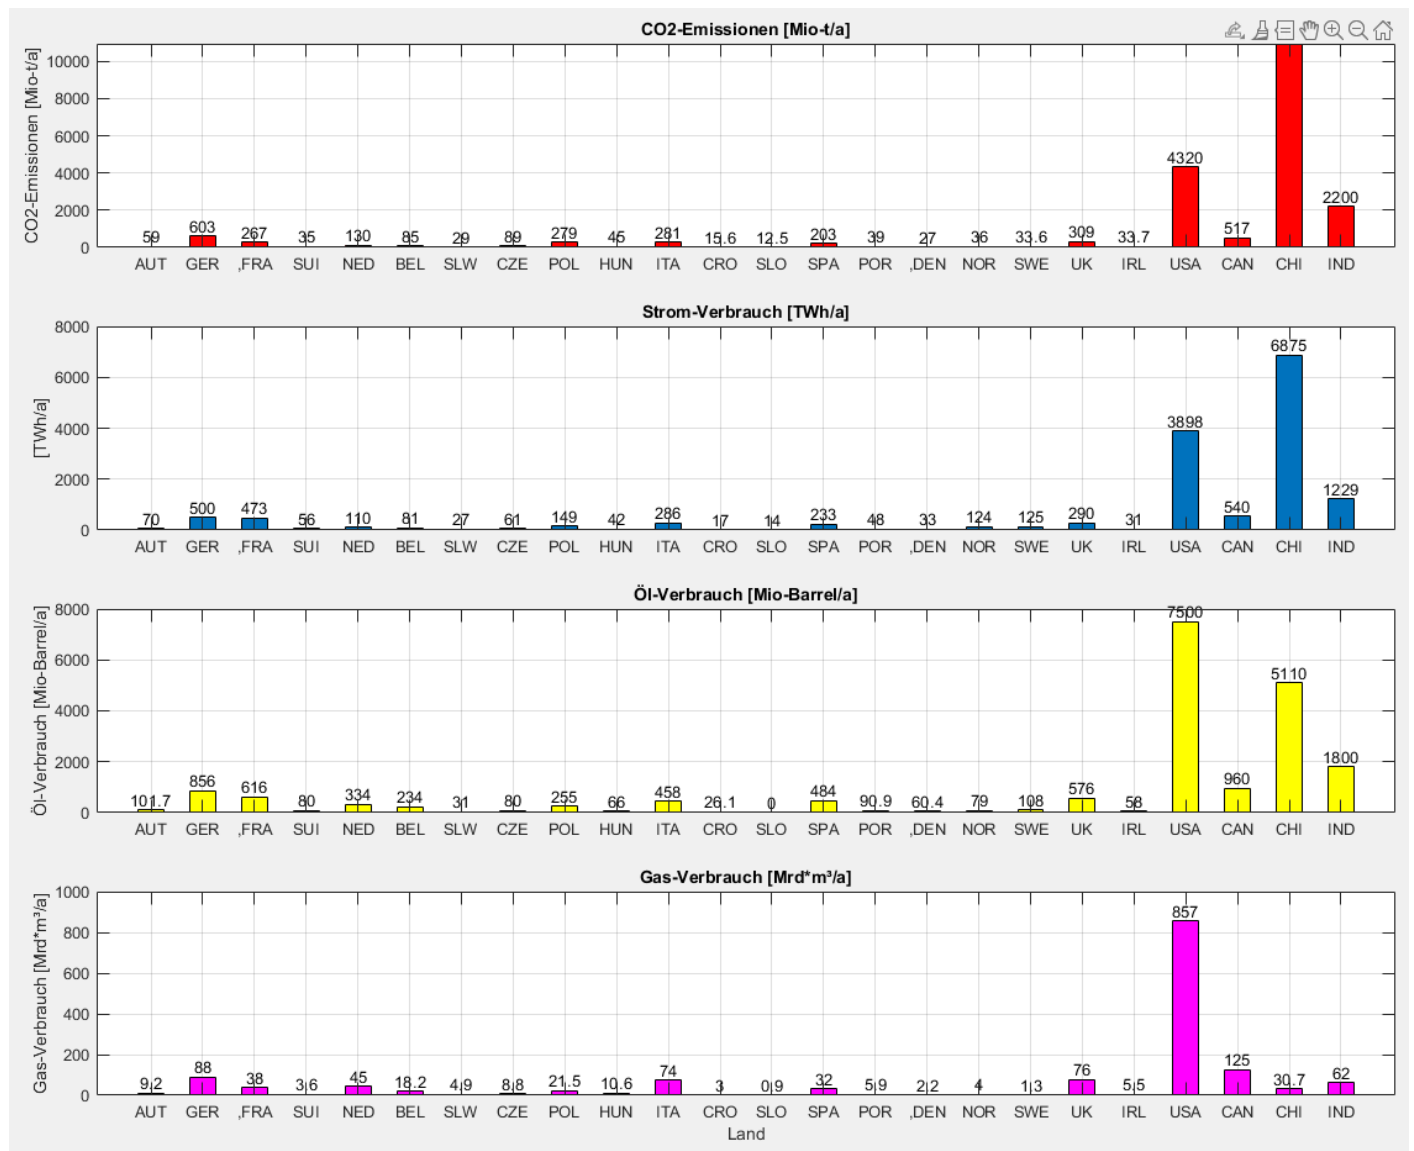 CO2-Emissionen [Mio-t/a]
CO2-Emissionen [Mio-t/a]
10000
8000
6000
4000
2000
0
59 603 267 35 130 85 29 89 279 45 281 15.6 12.5 203 39 27 36 33.6 309 33.7 4320 517 2200
AUT GER ,FRA SUI NED BEL SLW CZE POL HUN ITA CRO SLO SPA POR ,DEN NOR SWE UK IRL USA CAN CHI IND
Strom-Verbrauch [TWh/a]
[TWh/a]
8000
6000
4000
2000
0
70 500 473 56 110 81 27 61 149 42 286 17 14 233 48 33 124 125 290 31 3898 540 6875 1229
AUT GER ,FRA SUI NED BEL SLW CZE POL HUN ITA CRO SLO SPA POR ,DEN NOR SWE UK IRL USA CAN CHI IND
Öl-Verbrauch [Mio-Barrel/a]
Öl-Verbrauch [Mio-Barrel/a]
8000
6000
4000
2000
0
101.7 856 616 80 334 234 31 80 255 66 458 26.1 0 484 90.9 60.4 79 108 576 58 7500 960 5110 1800
AUT GER ,FRA SUI NED BEL SLW CZE POL HUN ITA CRO SLO SPA POR ,DEN NOR SWE UK IRL USA CAN CHI IND
Gas-Verbrauch [Mrd*m³/a]
Gas-Verbrauch [Mrd*m³/a]
1000
800
600
400
200
0
9.2 88 38 3.6 45 18.2 4.9 8.8 21.5 10.6 74 3 0.9 32 5.9 2.2 4 1.3 76 5.5 857 125 30.7 62
AUT GER ,FRA SUI NED BEL SLW CZE POL HUN ITA CRO SLO SPA POR ,DEN NOR SWE UK IRL USA CAN CHI IND
Land